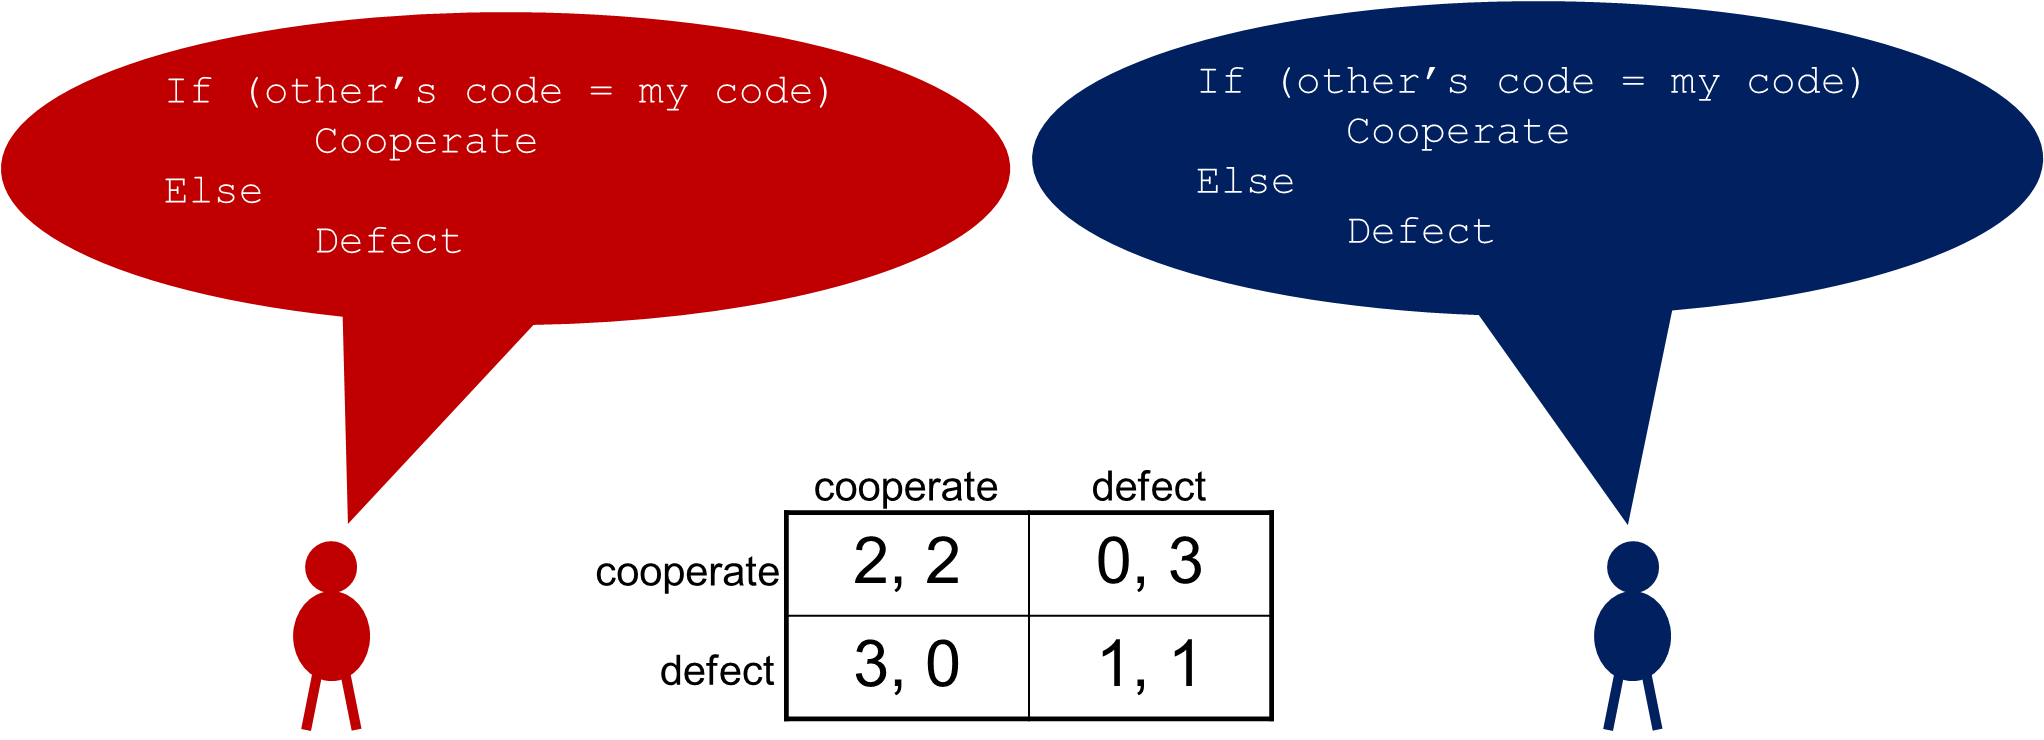 If (other’s code = my code)
Cooperate
Else
Defect
If (other’s code = my code)
Cooperate
Else
Defect
cooperate defect
cooperate 2, 2 0, 3
defect 3, 0 1, 1